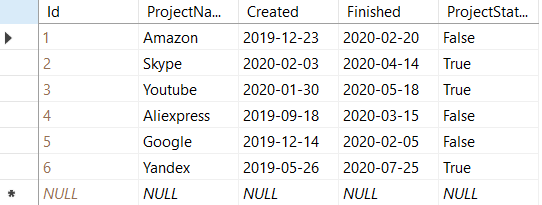 Id ProjectNa... Created Finished ProjectStat...
1 Amazon 2019-12-23 2020-02-20 False
2 Skype 2020-02-03 2020-04-14 True
3 Youtube 2020-01-30 2020-05-18 True
4 Aliexpress 2019-09-18 2020-03-15 False
5 Google 2019-12-14 2020-02-05 False
6 Yandex 2019-05-26 2020-07-25 True
NULL NULL NULL NULL NULL